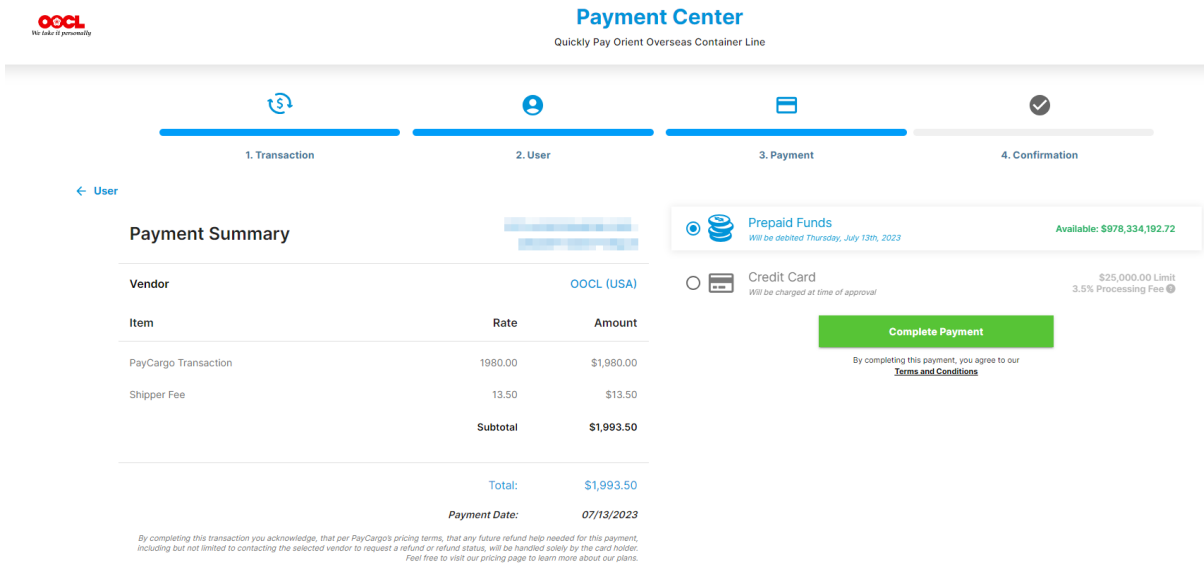 OOCL
We take it personally
Payment Center
Quickly Pay Orient Overseas Container Line
1. Transaction
2. User
3. Payment
4. Confirmation
← User
Payment Summary
Vendor OOCL (USA)
Item Rate Amount
PayCargo Transaction 1980.00 $1,980.00
Shipper Fee 13.50 $13.50
Subtotal $1,993.50
Total: $1,993.50
Payment Date: 07/13/2023
By completing this transaction you acknowledge, that per PayCargo's pricing terms, that any future refund help needed for this payment,
including but not limited to contacting the selected vendor to request a refund or refund status, will be handled solely by the card holder.
Feel free to visit our pricing page to learn more about our plans.
Prepaid Funds
Will be debited Thursday, July 13th, 2023
Available: $978,334,192.72
Credit Card
Will be charged at time of approval
$25,000.00 Limit
3.5% Processing Fee
Complete Payment
By completing this payment, you agree to our
Terms and Conditions